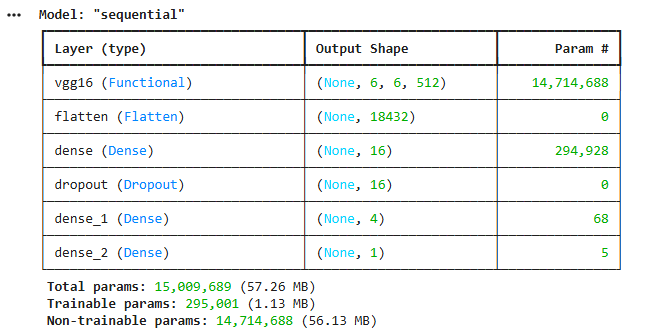 ••• Model: "sequential"
Layer (type) Output Shape Param #
vgg16 (Functional) (None, 6, 6, 512) 14,714,688
flatten (Flatten) (None, 18432) 0
dense (Dense) (None, 16) 294,928
dropout (Dropout) (None, 16) 0
dense_1 (Dense) (None, 4) 68
dense_2 (Dense) (None, 1) 5
Total params: 15,009,689 (57.26 MB)
Trainable params: 295,001 (1.13 MB)
Non-trainable params: 14,714,688 (56.13 MB)